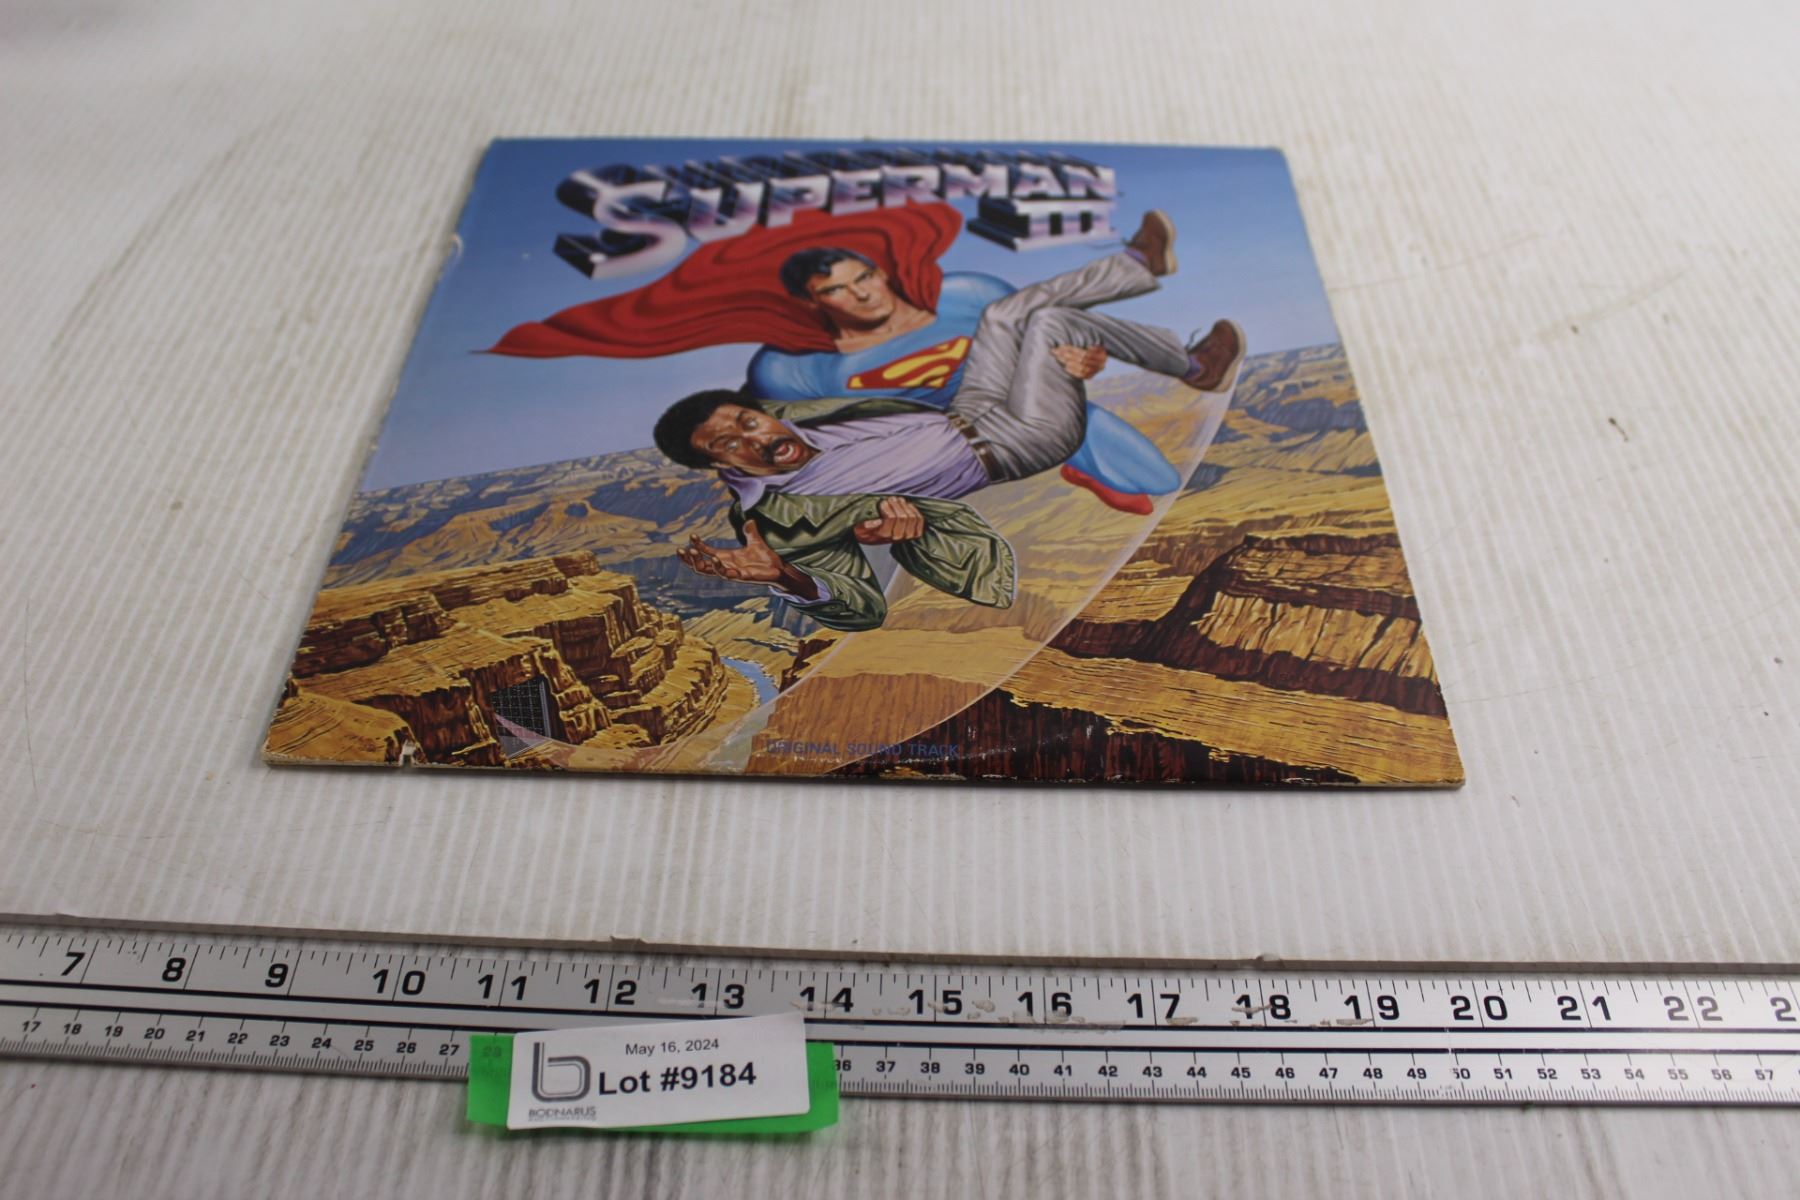 SUPERMAN
III
ORIGINAL SOUND TRACK
7 8 9 10 11 12 13 14 15 16 17 18 19 20 21 22
17 18 19 20 21 22 23 24 25 26 27 28 36 37 38 39 40 41 42 43 44 45 46 47 48 49 50 51 52 53 54 55 56 57
May 16, 2024
Lot #9184
BODNARUS